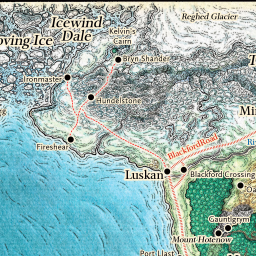 Icewind
Dale
Kelvin's
Cairn
Reghed Glacier
oving Ice
Bryn Shander
Ironmaster
Hundelstone
Fireshear
Blackford Road
Mi
Ri
Luskan
Blackford Crossing
Oa
Gauntlgrym
Mount Hotenow
Port Llast